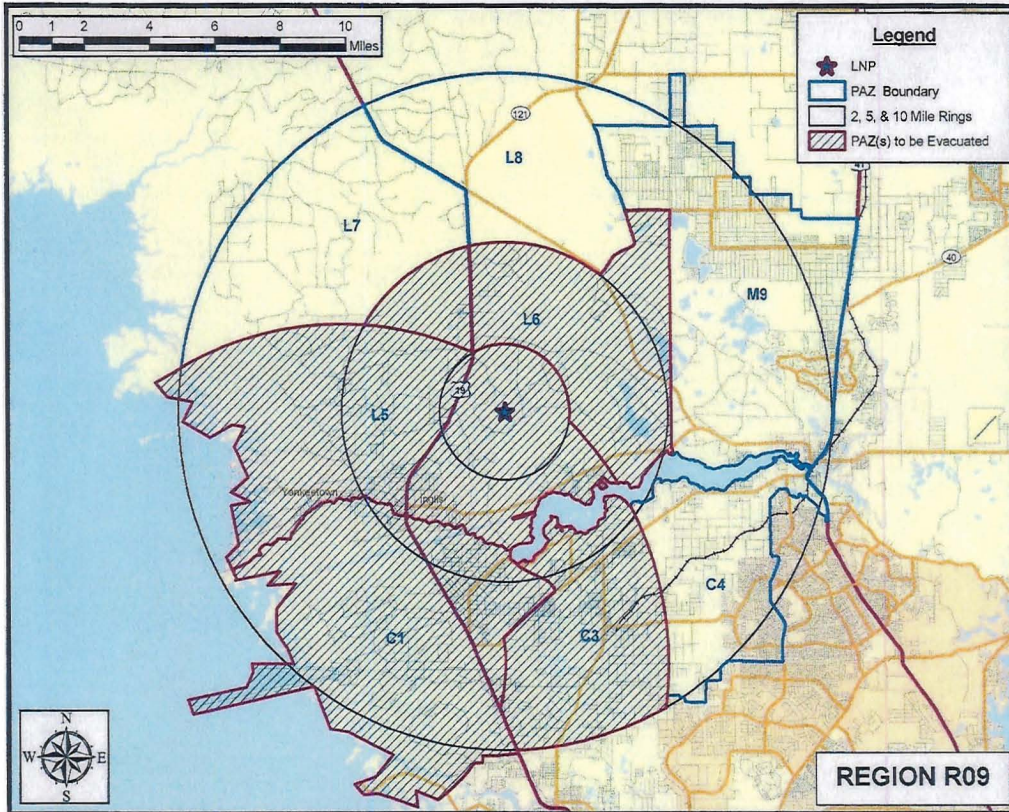 0 1 2 4 6 8 10
Miles
Legend
LNP
PAZ Boundary
2, 5, & 10 Mile Rings
PAZ(s) to be Evacuated
41
121
L8
L7
40
M9
L6
19
L5
Yankeetown
Inglis
C4
C1
C3
N
W E
S
REGION R09